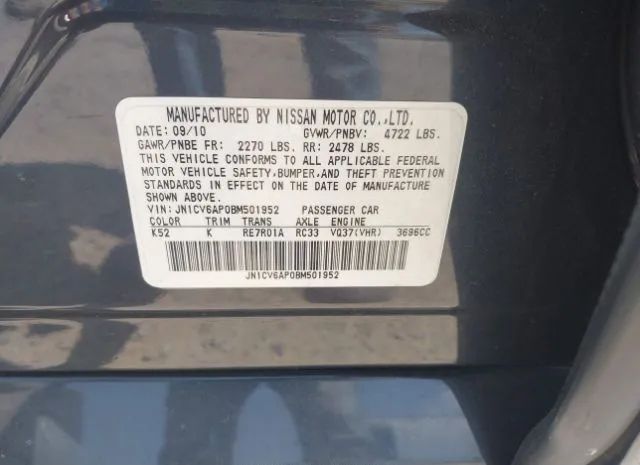 MANUFACTURED BY NISSAN MOTOR CO.,LTD.
DATE: 09/10 GVWR/PNBV: 4722 LBS.
GAWR/PNBE FR: 2270 LBS. RR: 2478 LBS.
THIS VEHICLE CONFORMS TO ALL APPLICABLE FEDERAL
MOTOR VEHICLE SAFETY,BUMPER,AND THEFT PREVENTION
STANDARDS IN EFFECT ON THE DATE OF MANUFACTURE
SHOWN ABOVE.
VIN: JN1CV6AP0BM501952 PASSENGER CAR
COLOR TRIM TRANS AXLE ENGINE
K52 K RE7R01A RC33 VQ37(VHR) 3696CC
JN1CV6AP0BM501952